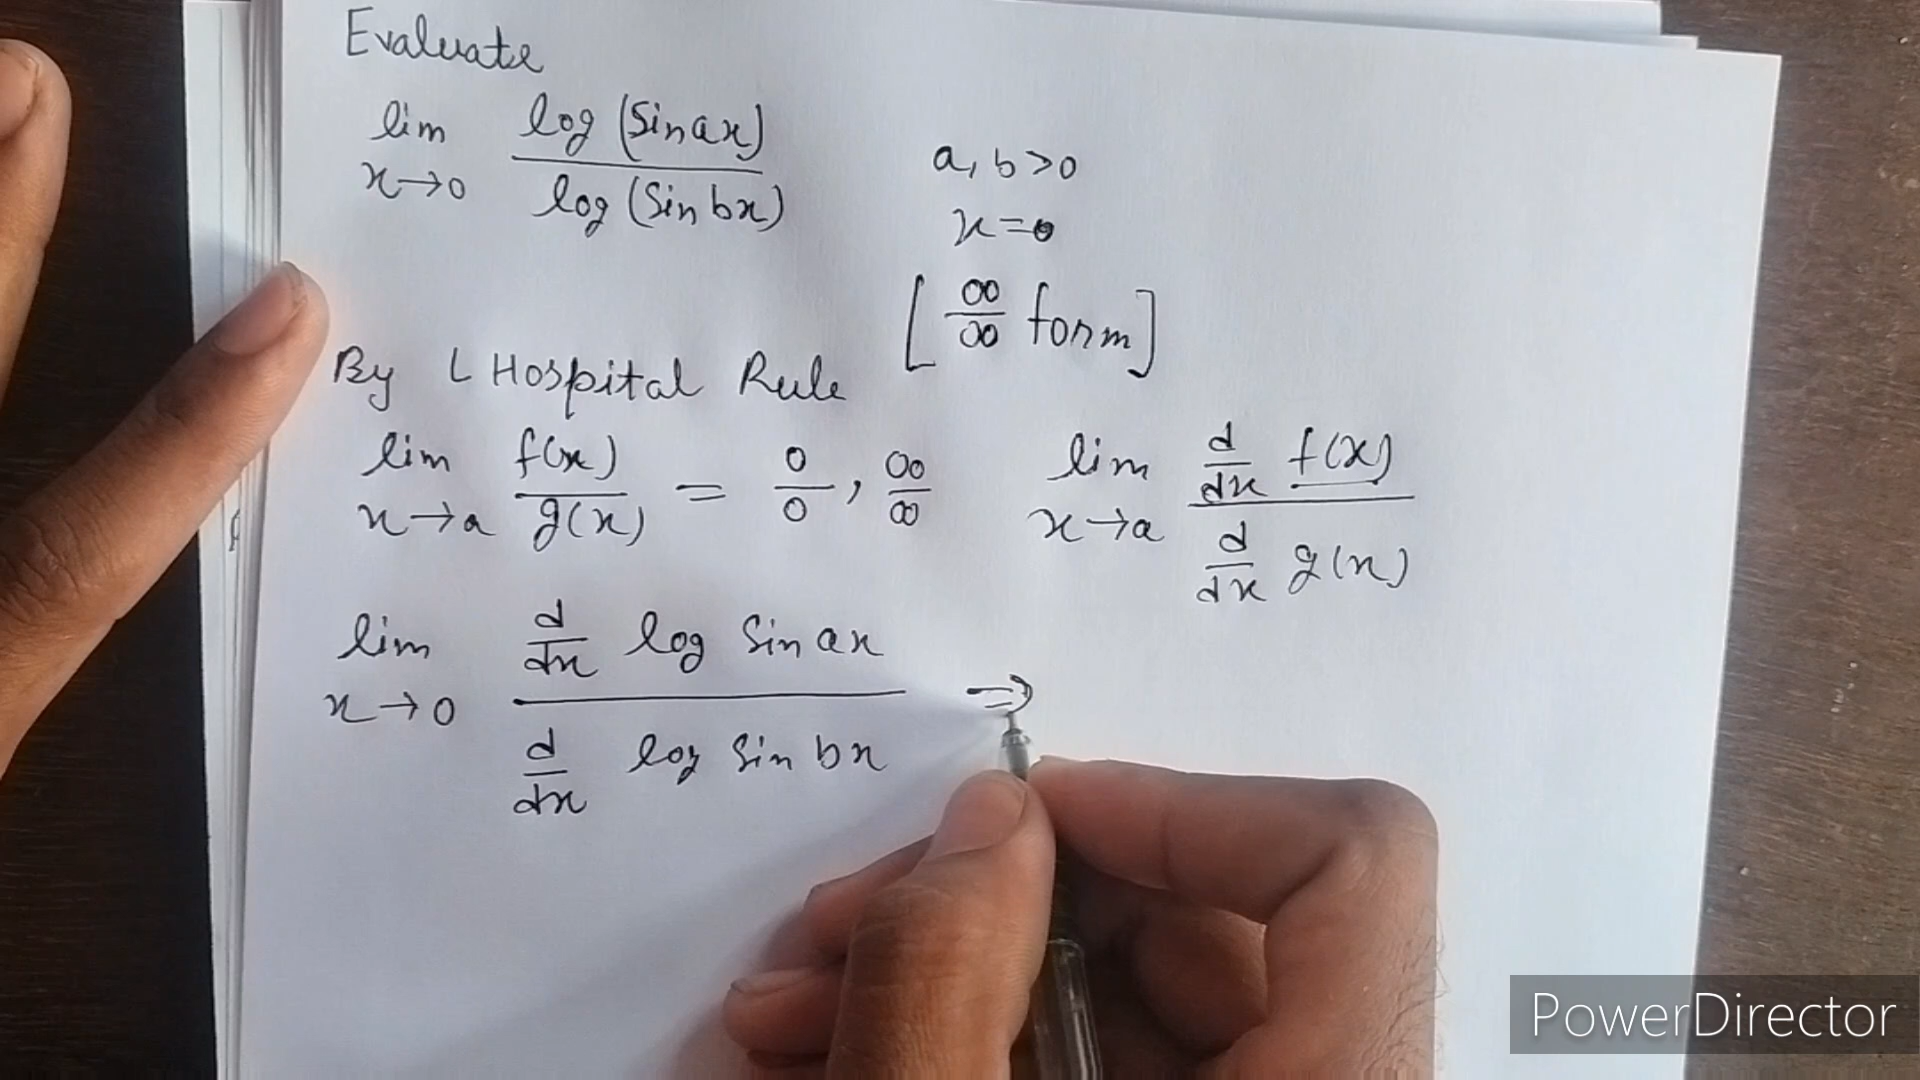 Evaluate
lim log (Sin ax)
x→0 log (Sin bx)
a, b > 0
x = 0
[ ∞/∞ form ]
By L Hospital Rule
lim f(x)
x→a g(x)
= 0/0 , ∞/∞
lim d/dx f(x)
x→a d/dx g(x)
lim d/dx log Sin ax
x→0 d/dx log Sin bx
⇒
PowerDirector